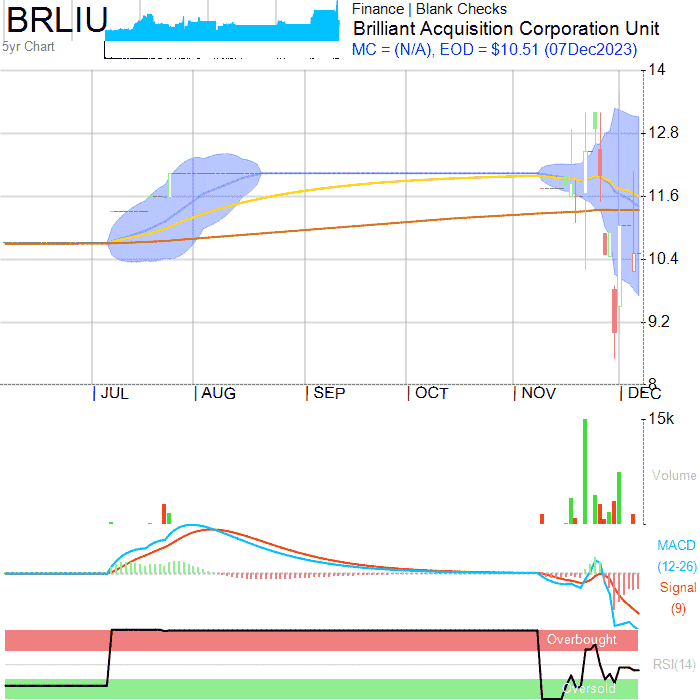 BRLIU
5yr Chart
Finance | Blank Checks
Brilliant Acquisition Corporation Unit
MC = (N/A), EOD = $10.51 (07Dec2023)
14
12.8
11.6
10.4
9.2
8
JUL AUG SEP OCT NOV DEC
15k
Volume
MACD
(12-26)
Signal
(9)
Overbought
RSI(14)
Oversold